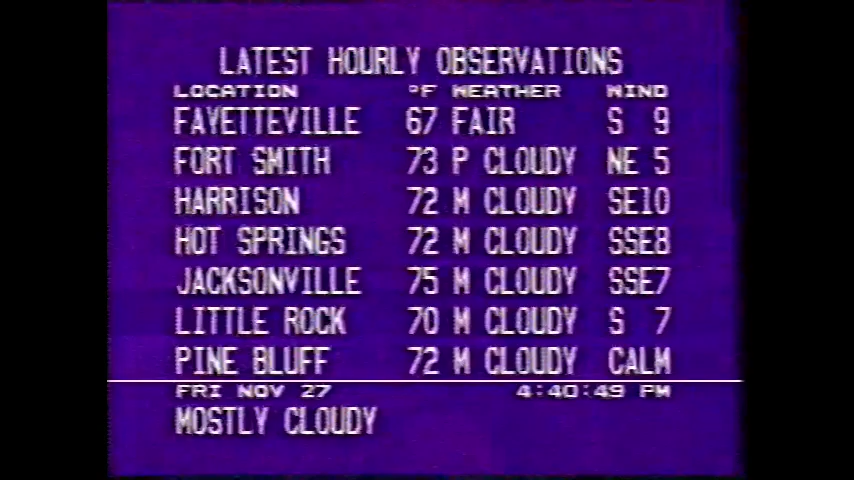 LATEST HOURLY OBSERVATIONS
LOCATION °F WEATHER WIND
FAYETTEVILLE 67 FAIR S 9
FORT SMITH 73 P CLOUDY NE 5
HARRISON 72 M CLOUDY SE10
HOT SPRINGS 72 M CLOUDY SSE8
JACKSONVILLE 75 M CLOUDY SSE7
LITTLE ROCK 70 M CLOUDY S 7
PINE BLUFF 72 M CLOUDY CALM
FRI NOV 27 4:40:49 PM
MOSTLY CLOUDY